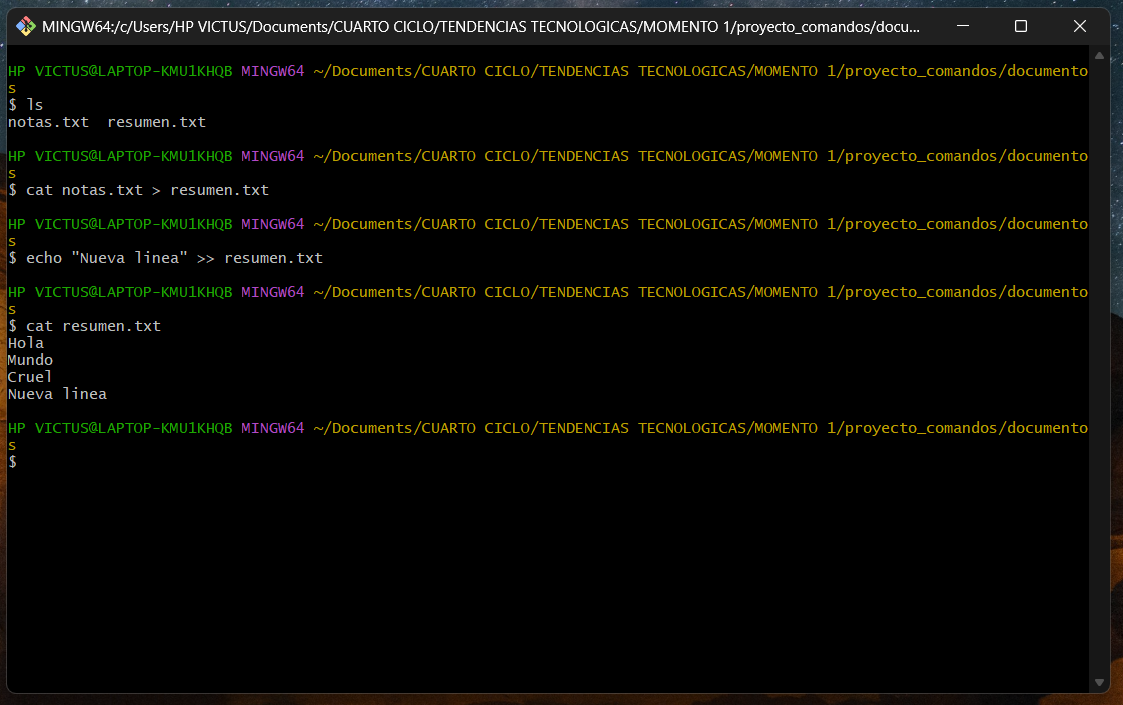 MINGW64:/c/Users/HP VICTUS/Documents/CUARTO CICLO/TENDENCIAS TECNOLOGICAS/MOMENTO 1/proyecto_comandos/docu...
HP VICTUS@LAPTOP-KMU1KHQB MINGW64 ~/Documents/CUARTO CICLO/TENDENCIAS TECNOLOGICAS/MOMENTO 1/proyecto_comandos/documento
s
$ ls
notas.txt  resumen.txt
HP VICTUS@LAPTOP-KMU1KHQB MINGW64 ~/Documents/CUARTO CICLO/TENDENCIAS TECNOLOGICAS/MOMENTO 1/proyecto_comandos/documento
s
$ cat notas.txt > resumen.txt
HP VICTUS@LAPTOP-KMU1KHQB MINGW64 ~/Documents/CUARTO CICLO/TENDENCIAS TECNOLOGICAS/MOMENTO 1/proyecto_comandos/documento
s
$ echo "Nueva linea" >> resumen.txt
HP VICTUS@LAPTOP-KMU1KHQB MINGW64 ~/Documents/CUARTO CICLO/TENDENCIAS TECNOLOGICAS/MOMENTO 1/proyecto_comandos/documento
s
$ cat resumen.txt
Hola
Mundo
Cruel
Nueva linea
HP VICTUS@LAPTOP-KMU1KHQB MINGW64 ~/Documents/CUARTO CICLO/TENDENCIAS TECNOLOGICAS/MOMENTO 1/proyecto_comandos/documento
s
$